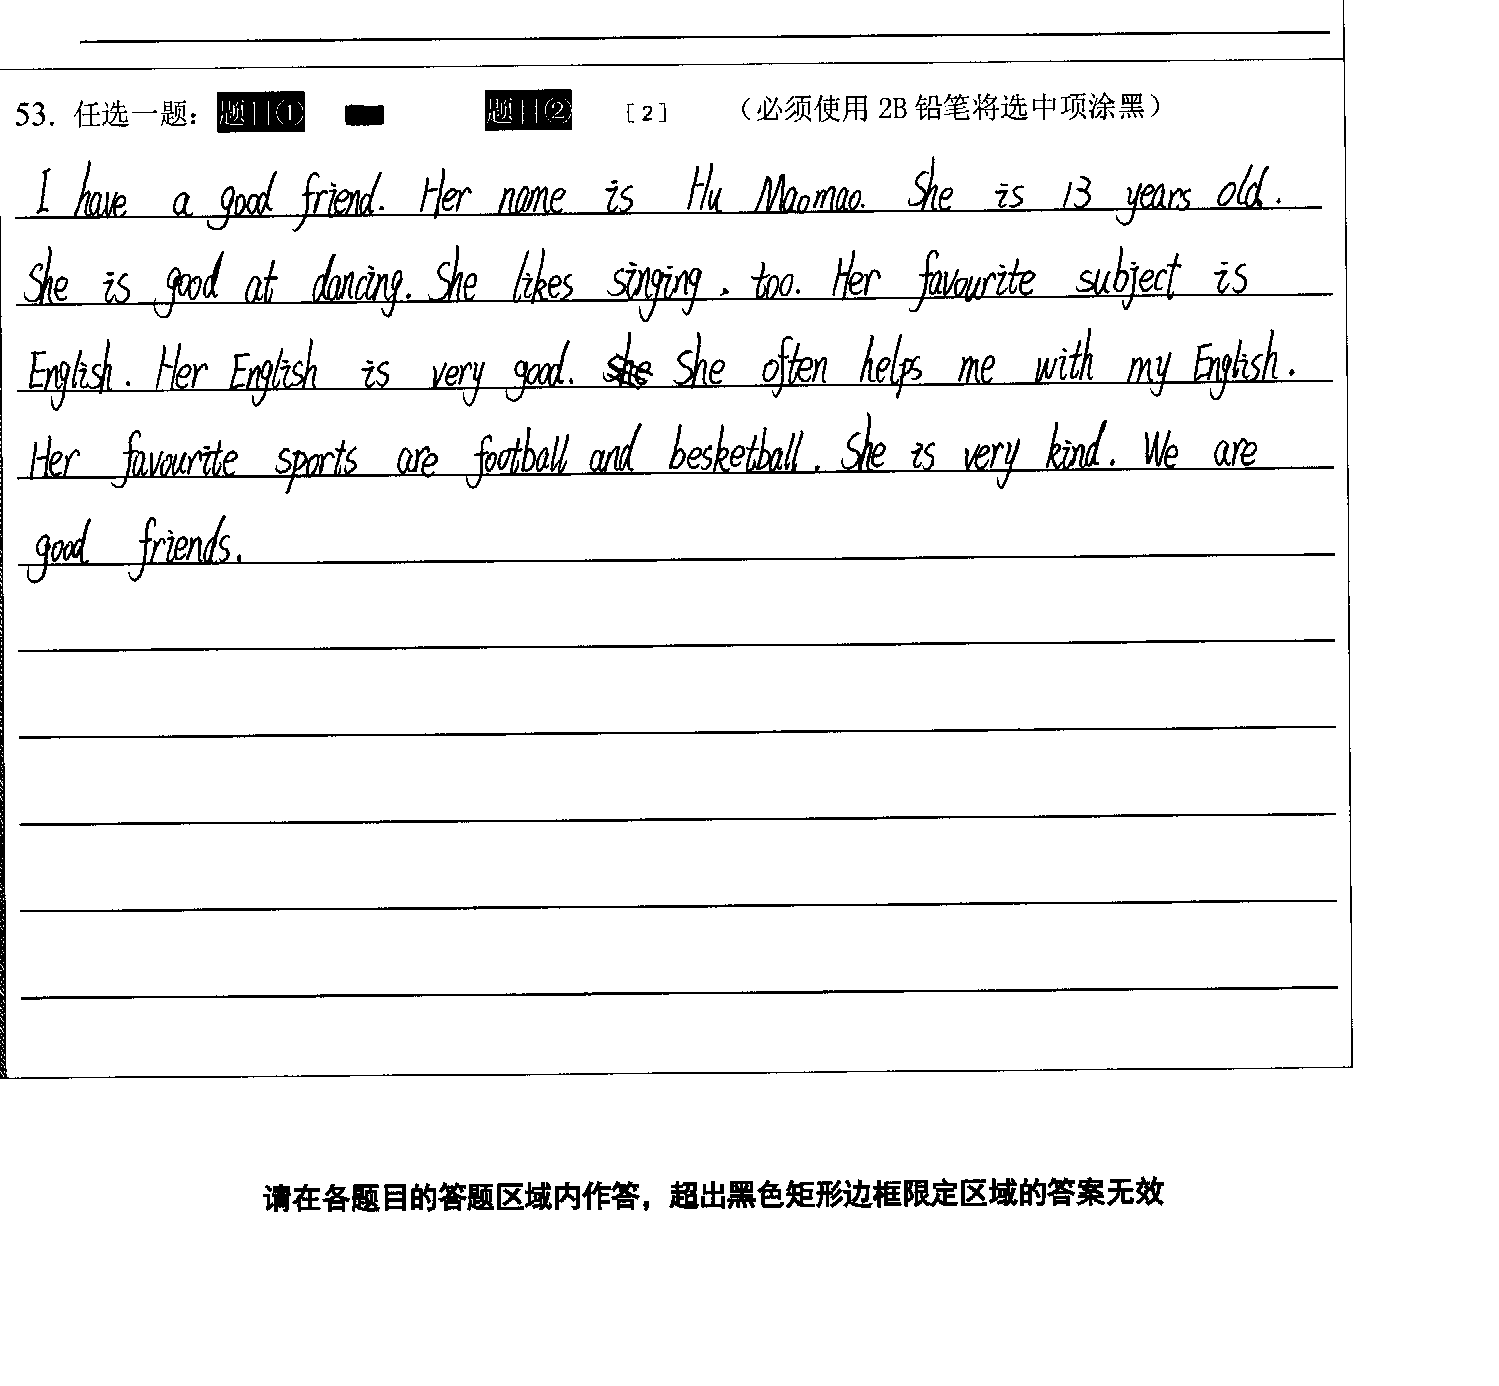 53. 任选一题： 题目① 题目② [2] （必须使用 2B 铅笔将选中项涂黑）
I have a good friend. Her name is Hu Maomao. She is 13 years old.
She is good at dancing. She likes singing, too. Her favourite subject is
English. Her English is very good. She She often helps me with my English.
Her favourite sports are football and besketball. She is very kind. We are
good friends.
请在各题目的答题区域内作答，超出黑色矩形边框限定区域的答案无效